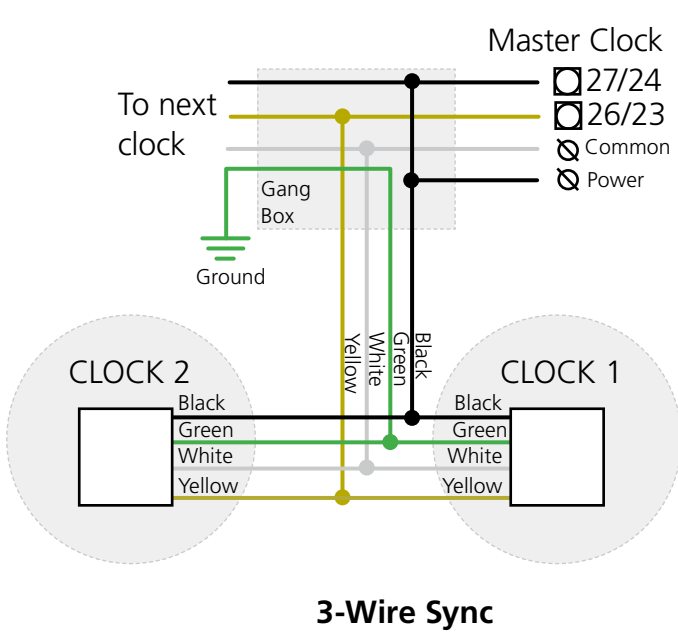 Master Clock
27/24
26/23
Common
Power
To next
clock
Gang
Box
Ground
Yellow
White
Green
Black
CLOCK 2
CLOCK 1
Black
Green
White
Yellow
Black
Green
White
Yellow
3-Wire Sync